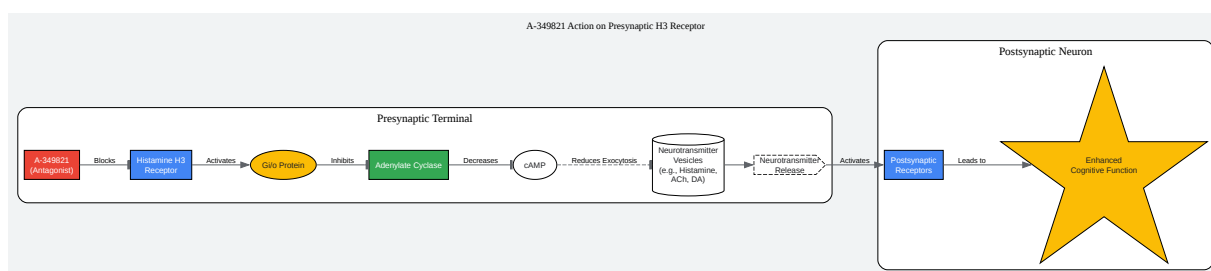 A-349821 Action on Presynaptic H3 Receptor
Postsynaptic Neuron
Presynaptic Terminal
A-349821
(Antagonist)
Blocks
Histamine H3
Receptor
Activates
Gi/o Protein
Inhibits
Adenylate Cyclase
Decreases
cAMP
Reduces Exocytosis
Neurotransmitter
Vesicles
(e.g., Histamine,
ACh, DA)
Neurotransmitter
Release
Activates
Postsynaptic
Receptors
Leads to
Enhanced
Cognitive Function